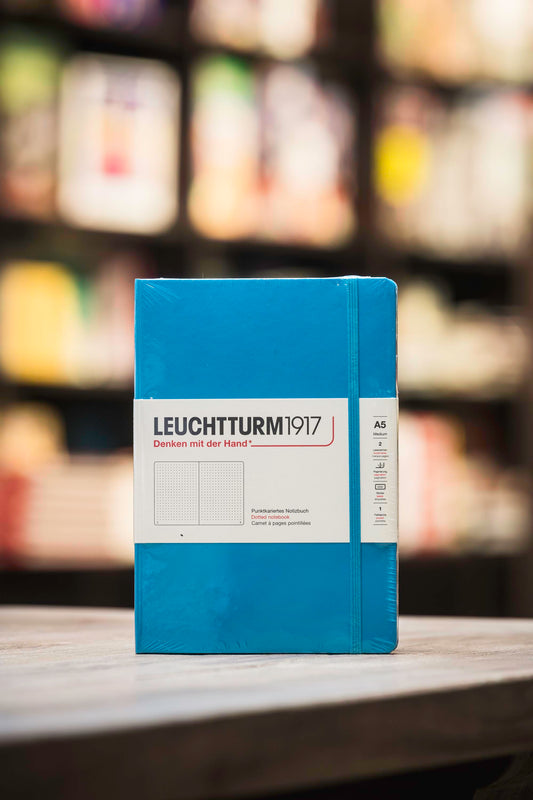 LEUCHTTURM1917
Denken mit der Hand*
Punktkariertes Notizbuch
Dotted notebook
Carnet à pages pointillées
A5
Medium
2
1